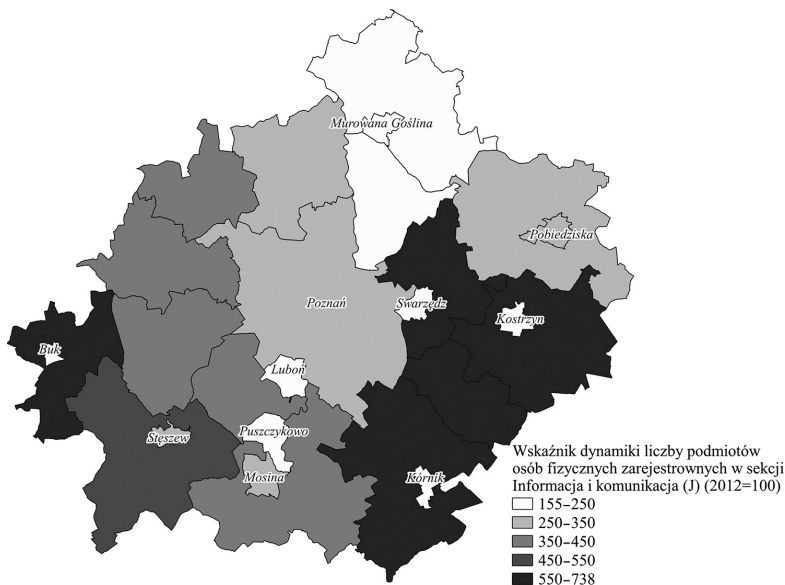 Murowana Goślina
Pobiedziska
Poznań
Swarzędz
Kostrzyn
Buk
Luboń
Stęszew
Puszczykowo
Mosina
Kórnik
Wskaźnik dynamiki liczby podmiotów
osób fizycznych zarejestrownych w sekcji
Informacja i komunikacja (J) (2012=100)
155–250
250–350
350–450
450–550
550–738